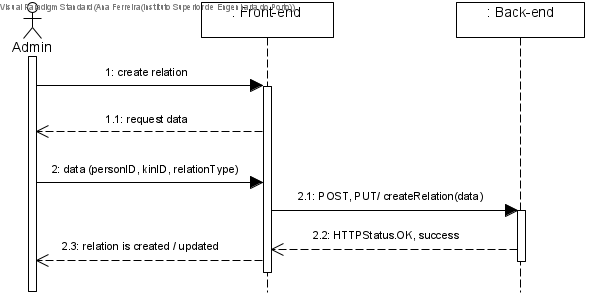 Visual Paradigm Standard(Ana Ferreira(Instituto Superior de Engenharia do Porto))
: Front-end
: Back-end
Admin
1: create relation
1.1: request data
2: data (personID, kinID, relationType)
2.1: POST, PUT/ createRelation(data)
2.2: HTTPStatus.OK, success
2.3: relation is created / updated